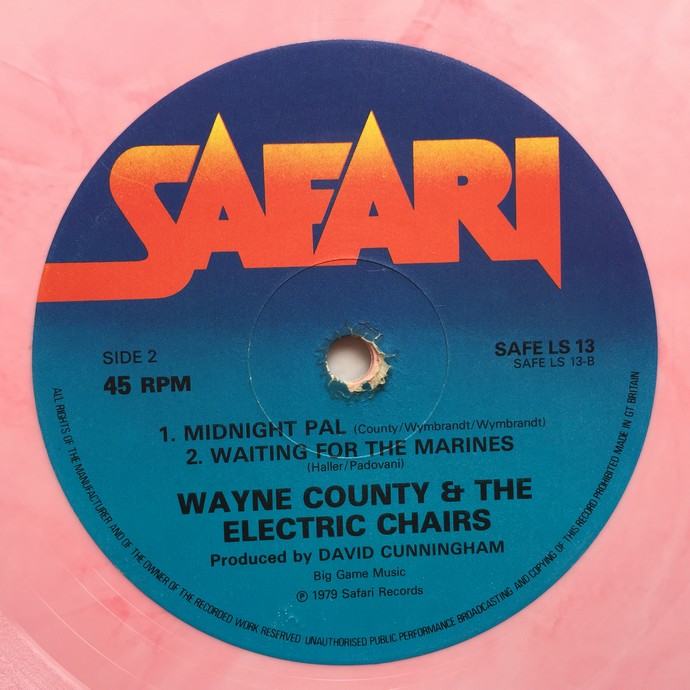 SAFARI
SIDE 2
45 RPM
SAFE LS 13
SAFE LS 13-B
1. MIDNIGHT PAL (County/Wymbrandt/Wymbrandt)
2. WAITING FOR THE MARINES
(Haller/Padovani)
WAYNE COUNTY & THE
ELECTRIC CHAIRS
Produced by DAVID CUNNINGHAM
Big Game Music
℗ 1979 Safari Records
ALL RIGHTS OF THE MANUFACTURER AND OF THE OWNER OF THE RECORDED WORK RESERVED UNAUTHORISED PUBLIC PERFORMANCE BROADCASTING AND COPYING OF THIS RECORD PROHIBITED MADE IN GT BRITAIN